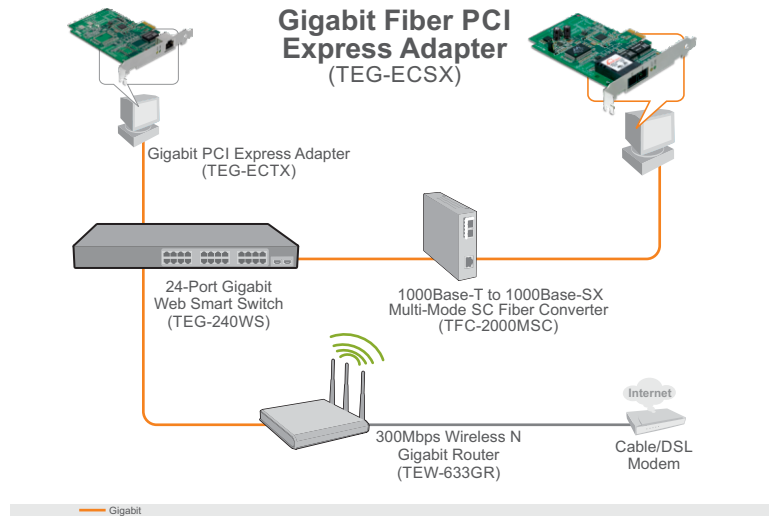 Gigabit Fiber PCI
Express Adapter
(TEG-ECSX)
Gigabit PCI Express Adapter
(TEG-ECTX)
24-Port Gigabit
Web Smart Switch
(TEG-240WS)
1000Base-T to 1000Base-SX
Multi-Mode SC Fiber Converter
(TFC-2000MSC)
Internet
300Mbps Wireless N
Gigabit Router
(TEW-633GR)
Cable/DSL
Modem
Gigabit